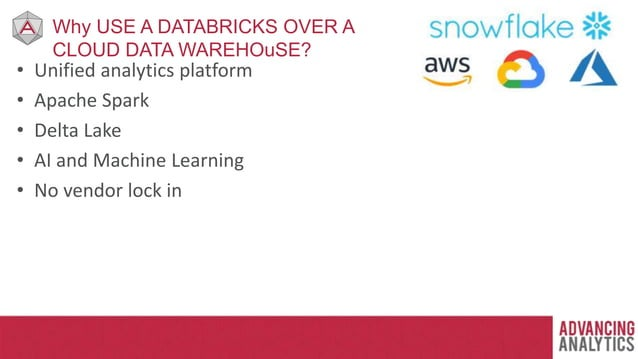 Why USE A DATABRICKS OVER A
CLOUD DATA WAREHOuSE?
snowflake
aws
• Unified analytics platform
• Apache Spark
• Delta Lake
• AI and Machine Learning
• No vendor lock in
ADVANCING
ANALYTICS